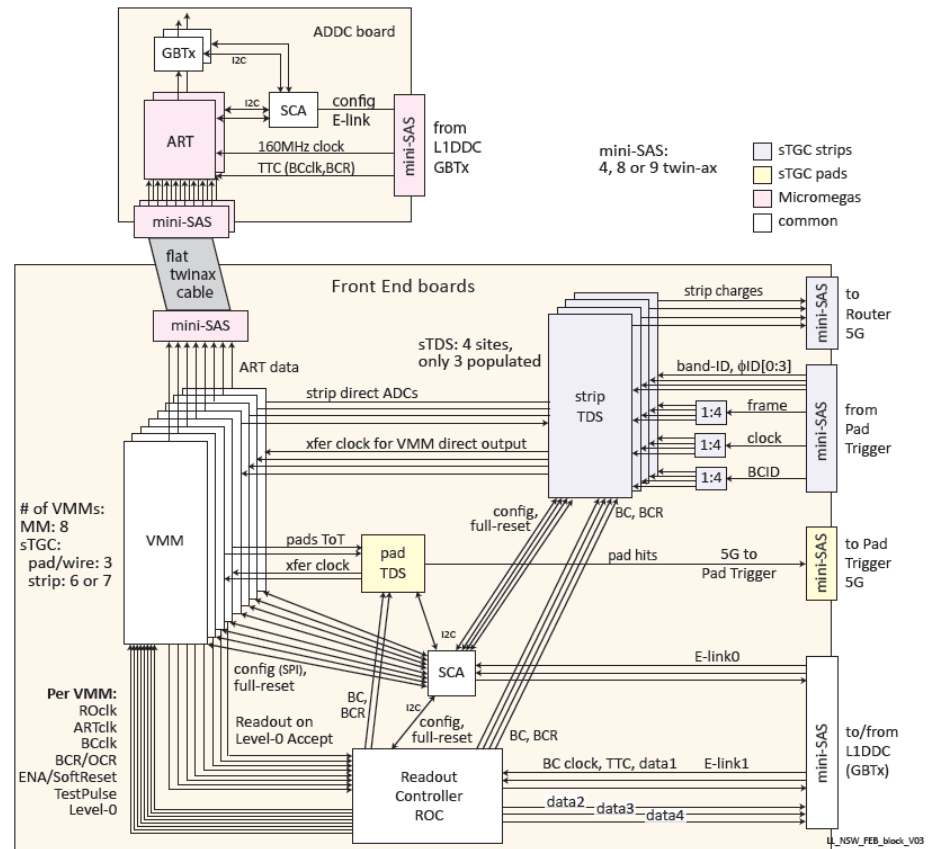 ADDC board
GBTx
I2C
I2C
SCA
config
E-link
ART
160MHz clock
TTC (BCclk,BCR)
mini-SAS
from
L1DDC
GBTx
mini-SAS:
4, 8 or 9 twin-ax
sTGC strips
sTGC pads
Micromegas
common
mini-SAS
flat
twinax
cable
Front End boards
mini-SAS
ART data
sTDS: 4 sites,
only 3 populated
strip charges
mini-SAS
to
Router
5G
strip direct ADCs
strip
TDS
band-ID, ϕID[0:3]
1:4
frame
1:4
clock
1:4
BCID
mini-SAS
from
Pad
Trigger
xfer clock for VMM direct output
# of VMMs:
MM: 8
sTGC:
pad/wire: 3
strip: 6 or 7
VMM
config,
full-reset
BC, BCR
pads ToT
xfer clock
pad
TDS
pad hits
5G to
Pad Trigger
mini-SAS
to Pad
Trigger
5G
I2C
SCA
E-link0
config (SPI),
full-reset
BC,
BCR
I2C
config,
full-reset
BC, BCR
Per VMM:
ROclk
ARTclk
BCclk
BCR/OCR
ENA/SoftReset
TestPulse
Level-0
Readout on
Level-0 Accept
Readout
Controller
ROC
BC clock, TTC, data1
E-link1
data2
data3
data4
mini-SAS
to/from
L1DDC
(GBTx)
LL_NSW_FEB_block_V03